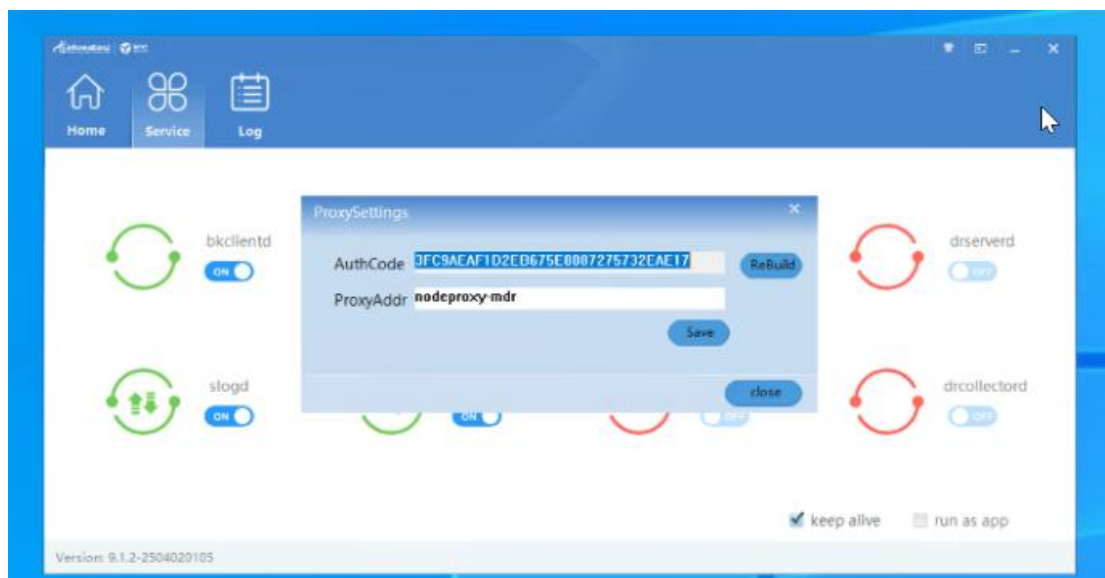 Home
Service
Log
ProxySettings
AuthCode
3FC9AEAF1D2EB675E8087275732EAE17
ReBuild
ProxyAddr
nodeproxy-mdr
Save
close
bkclientd
ON
drserverd
OFF
slogd
ON
ON
OFF
drcollectord
OFF
keep alive
run as app
Version: 9.1.2-2504020105